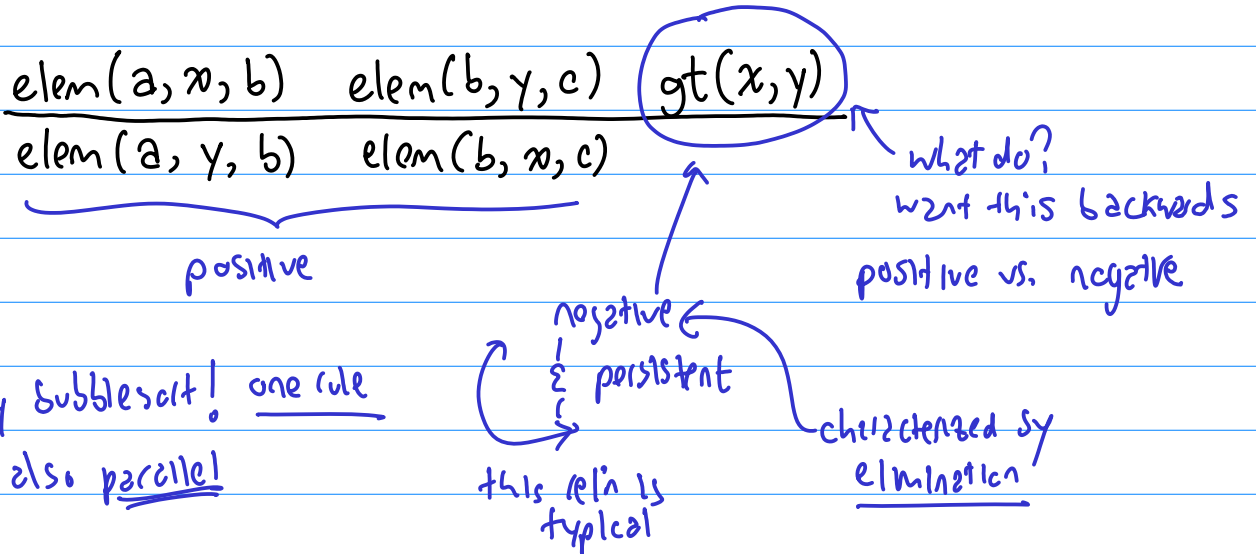 elem(a, x, b) elem(b, y, c) gt(x, y)
elem(a, y, b) elem(b, x, c)
what do?
want this backwards
positive vs. negative
positive
negative
& persistent
bubblesort! one rule
also parallel
this rel'n is
typical
characterized by
elimination